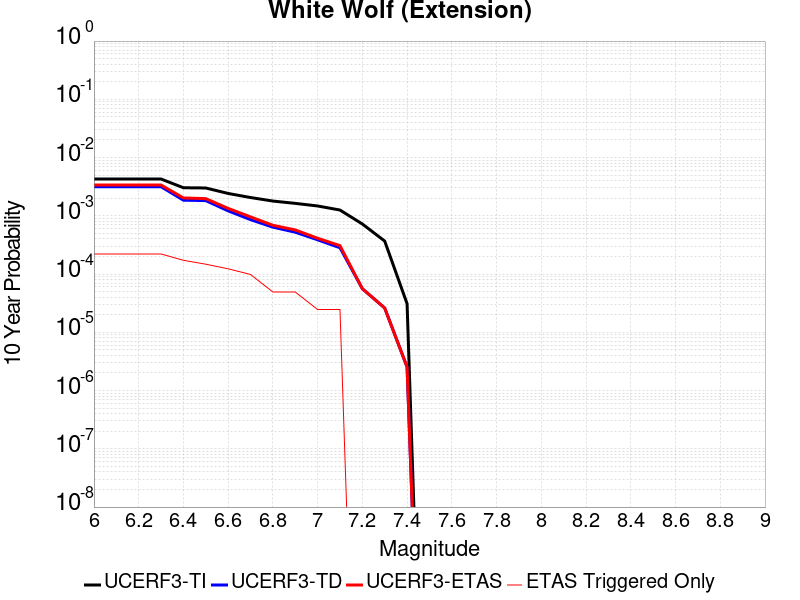 White Wolf (Extension)
10^0
10^-1
10^-2
10^-3
10^-4
10^-5
10^-6
10^-7
10^-8
10 Year Probability
6 6.2 6.4 6.6 6.8 7 7.2 7.4 7.6 7.8 8 8.2 8.4 8.6 8.8 9
Magnitude
UCERF3-TI UCERF3-TD UCERF3-ETAS ETAS Triggered Only